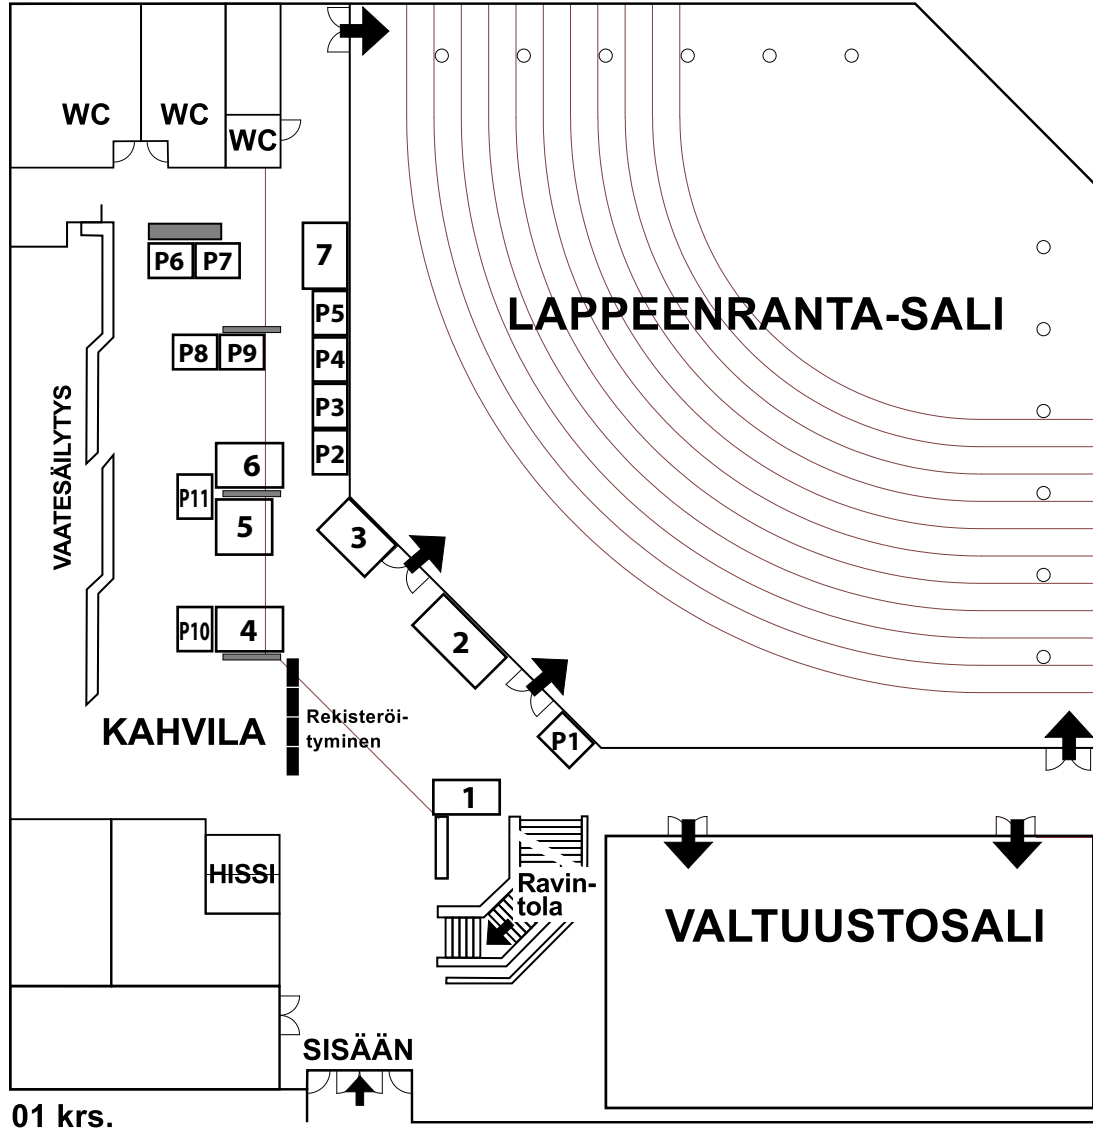 WC
WC
WC
P6
P7
7
P5
LAPPEENRANTA-SALI
P8
P9
P4
P3
VAATESÄILYTYS
P2
6
P11
5
3
P10
4
2
KAHVILA
Rekisteröi-
tyminen
P1
1
HISSI
Ravin-
tola
VALTUUSTOSALI
SISÄÄN
01 krs.